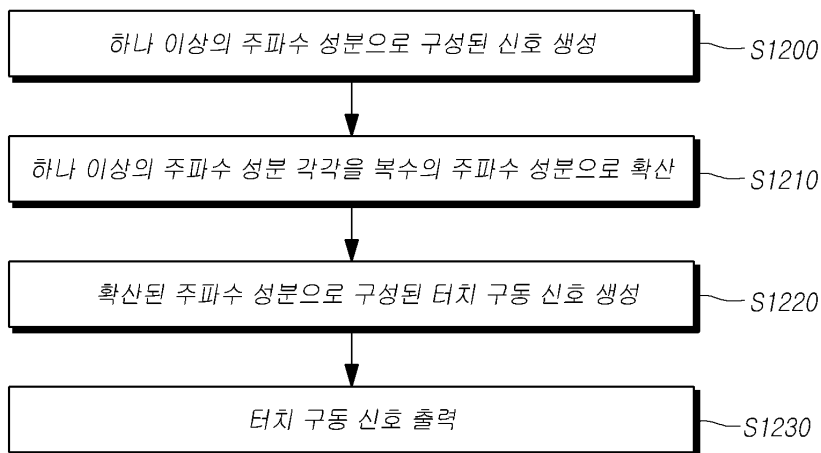 하나 이상의 주파수 성분으로 구성된 신호 생성
S1200
하나 이상의 주파수 성분 각각을 복수의 주파수 성분으로 확산
S1210
확산된 주파수 성분으로 구성된 터치 구동 신호 생성
S1220
터치 구동 신호 출력
S1230